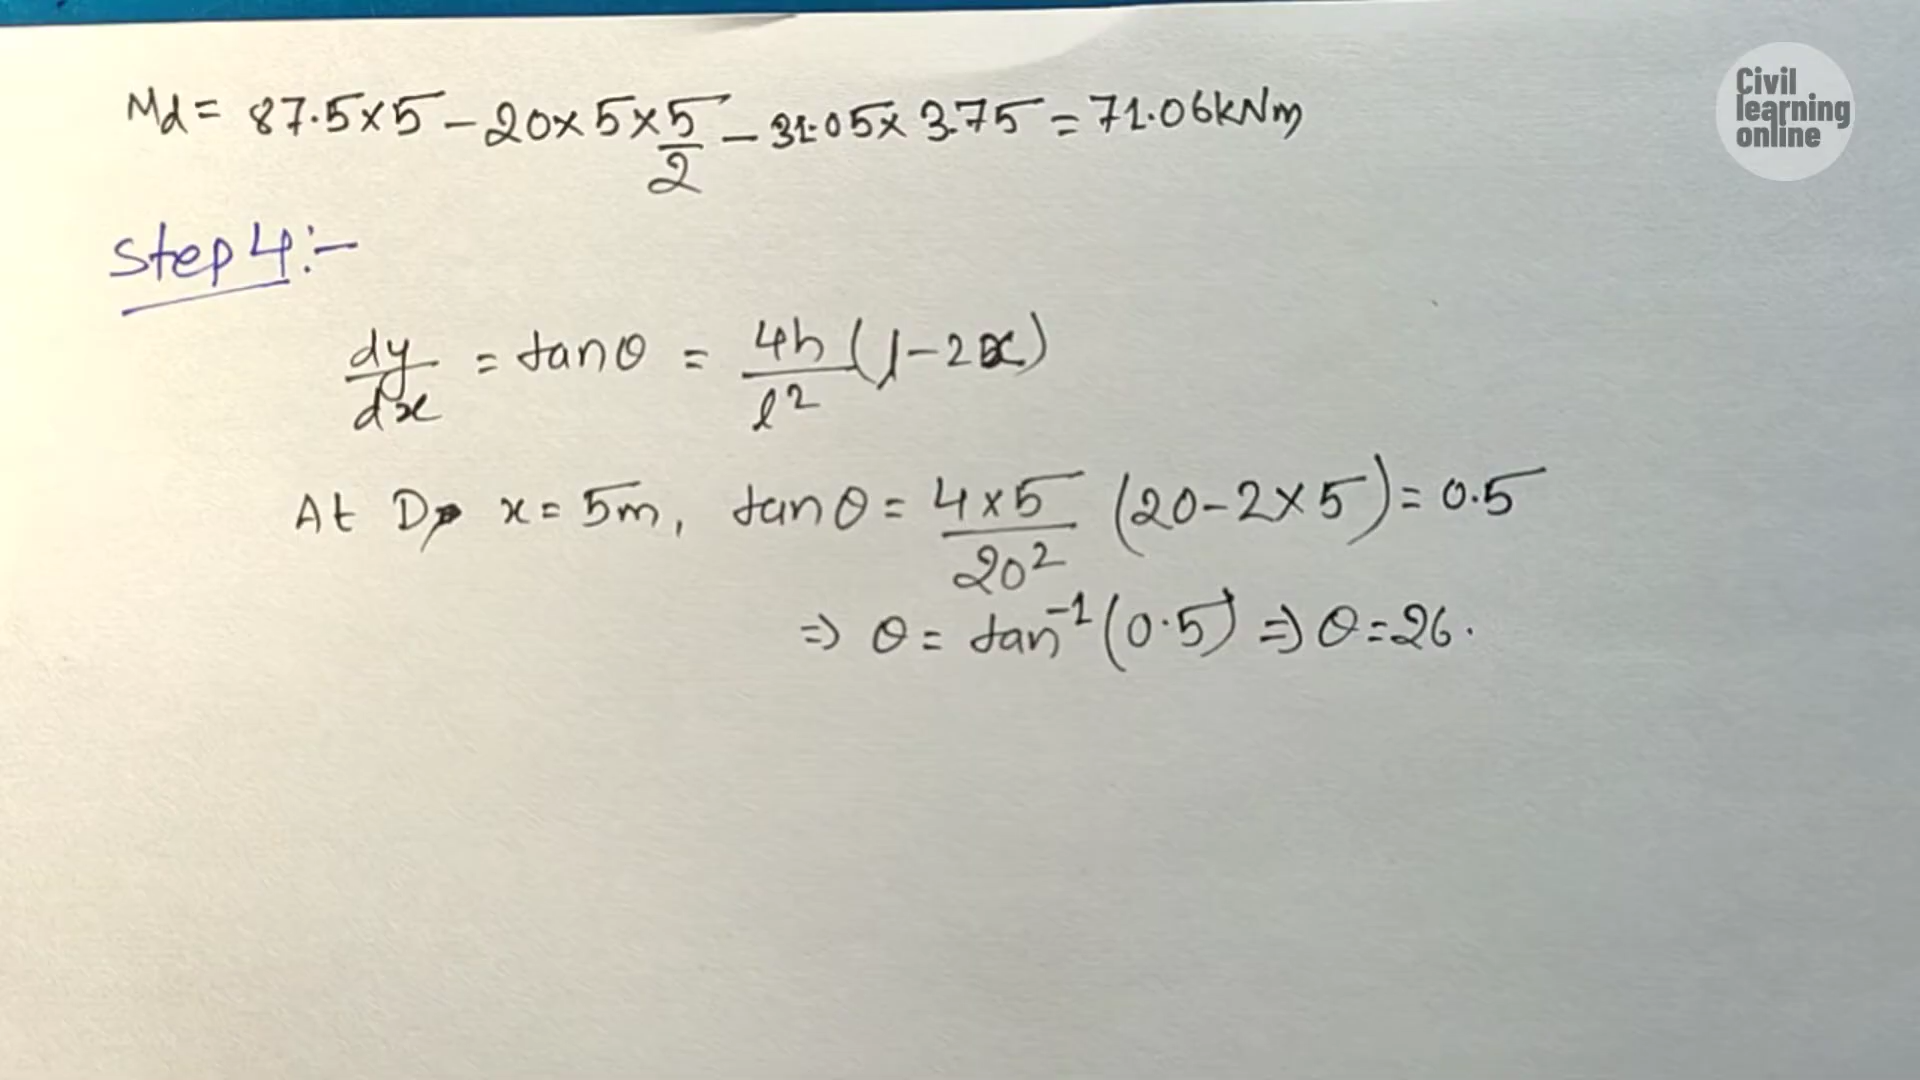 Civil
learning
online
Md = 87.5×5 - 20×5×5/2 - 31.05×3.75 = 71.06kNm
Step 4:-
dy/dx = tanθ = 4h/l² (l-2x)
At D, x = 5m, tanθ = 4×5/20² (20-2×5) = 0.5
⇒ θ = tan⁻¹(0.5) ⇒ θ = 26.